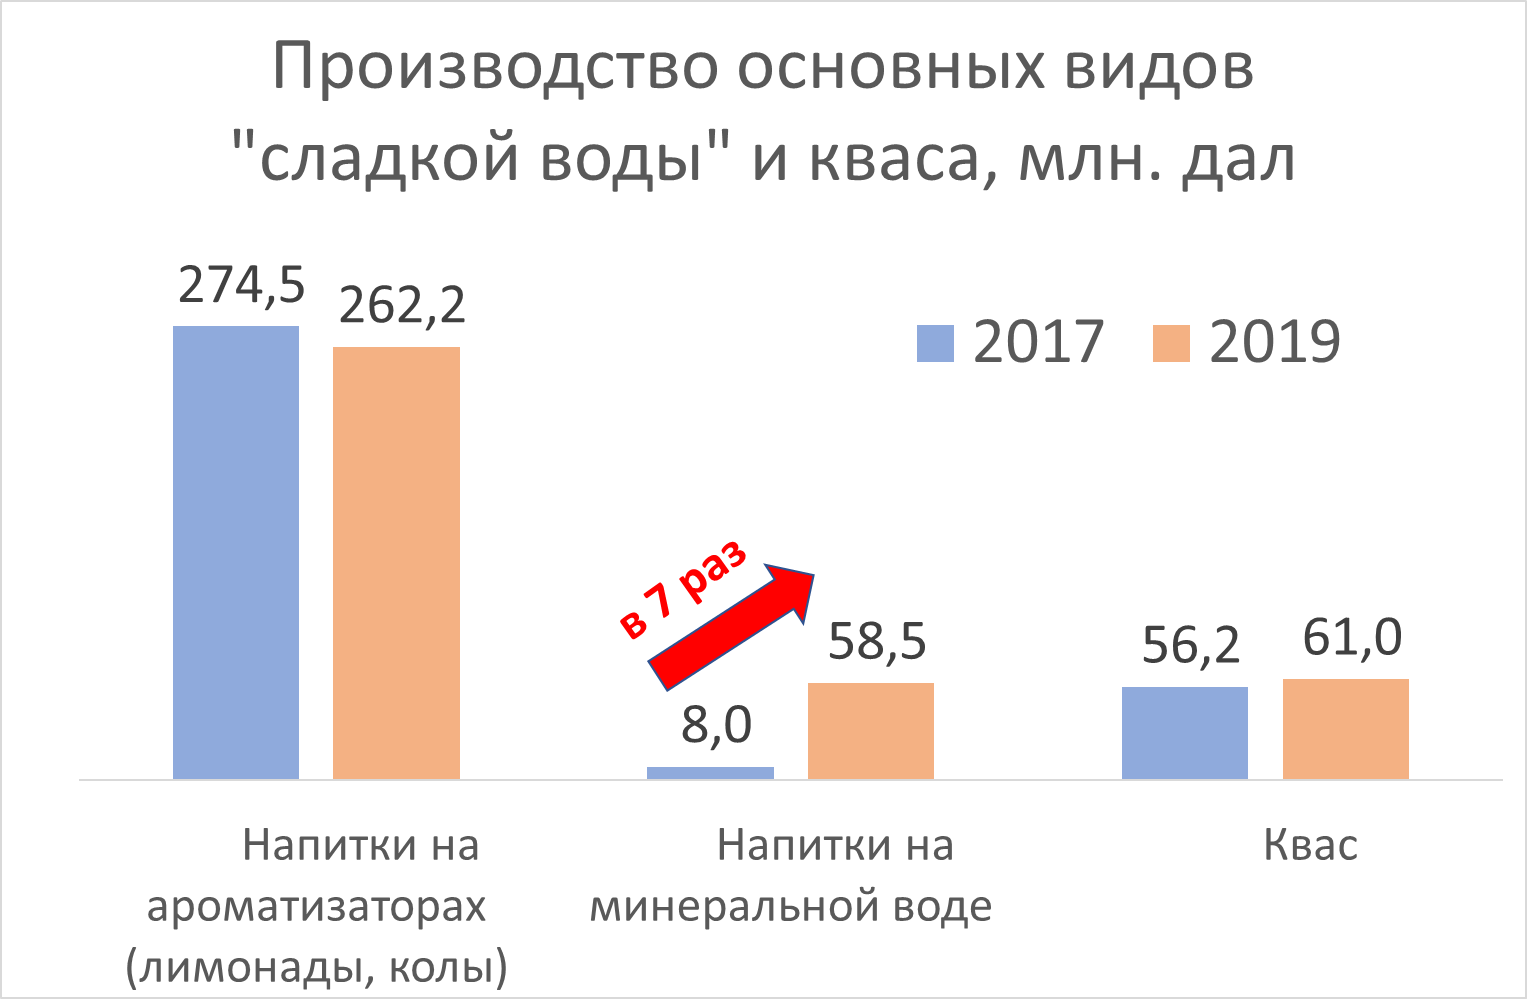 Производство основных видов
"сладкой воды" и кваса, млн. дал
274,5
262,2
2017
2019
в 7 раз
8,0
58,5
56,2
61,0
Напитки на
ароматизаторах
(лимонады, колы)
Напитки на
минеральной воде
Квас